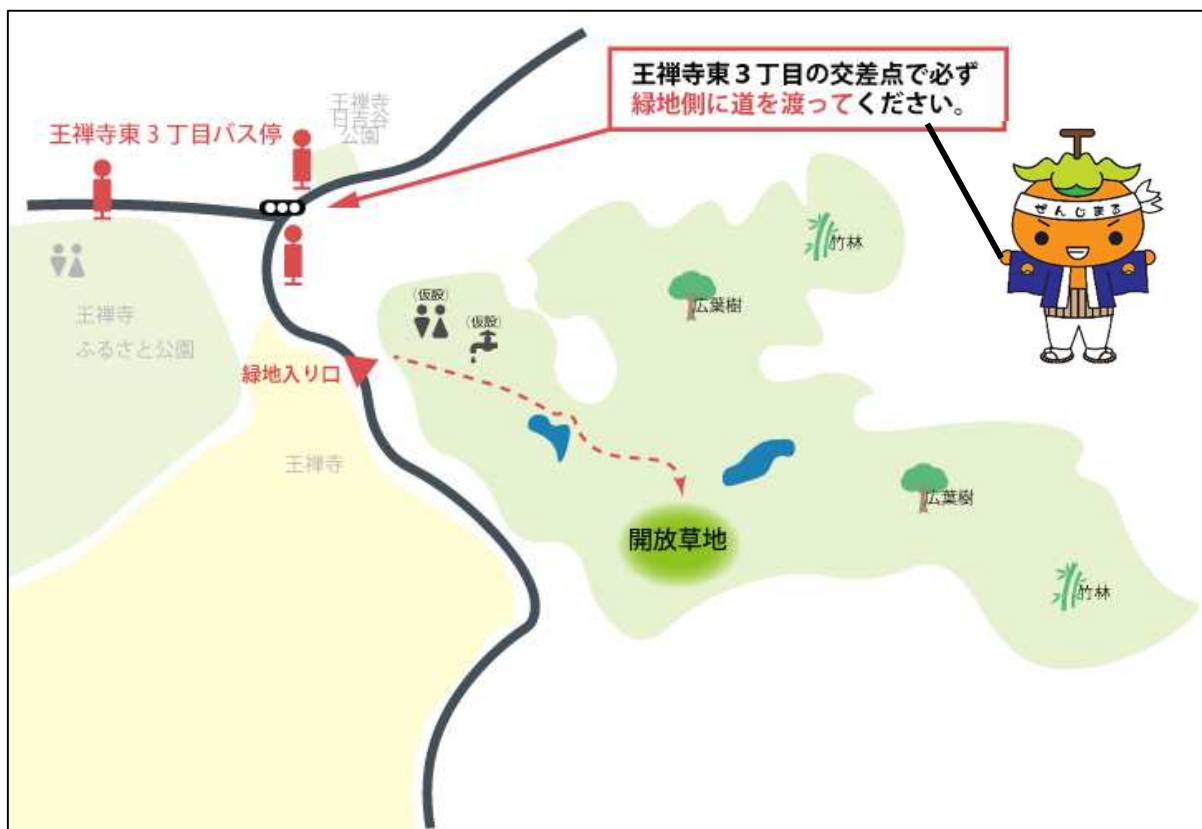 王禅寺東３丁目の交差点で必ず
緑地側に道を渡ってください。
王禅寺
日吉谷
公園
王禅寺東３丁目バス停
ぜんじまる
竹林
広葉樹
(仮設)
(仮設)
王禅寺
ふるさと公園
緑地入り口
王禅寺
広葉樹
開放草地
竹林